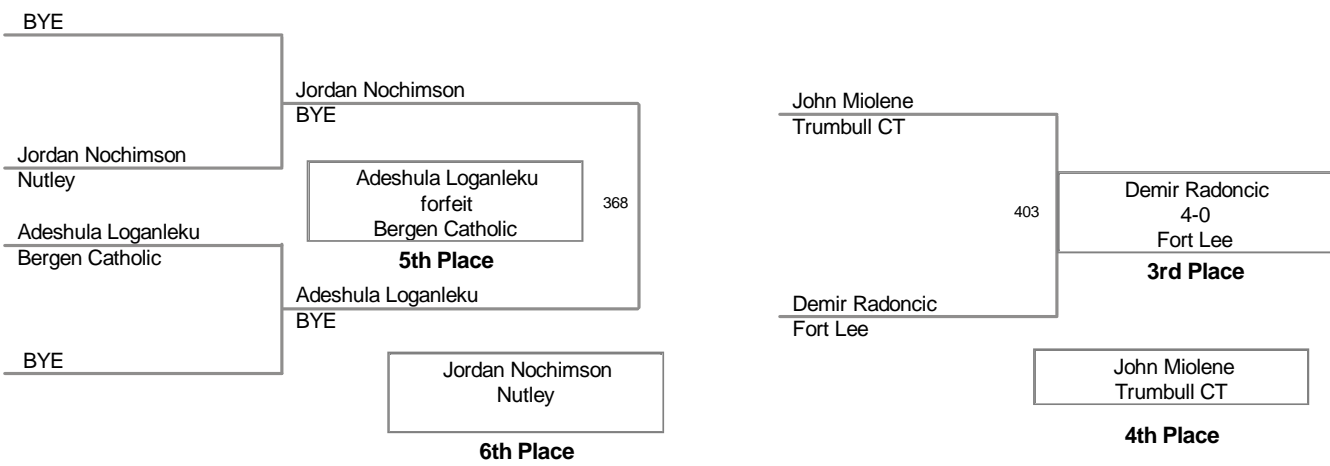 BYE
Jordan Nochimson
BYE
Jordan Nochimson
Nutley
Adeshula Loganleku
forfeit
Bergen Catholic
368
5th Place
Adeshula Loganleku
Bergen Catholic
Adeshula Loganleku
BYE
BYE
Jordan Nochimson
Nutley
6th Place
John Miolene
Trumbull CT
403
Demir Radoncic
4-0
Fort Lee
3rd Place
Demir Radoncic
Fort Lee
John Miolene
Trumbull CT
4th Place